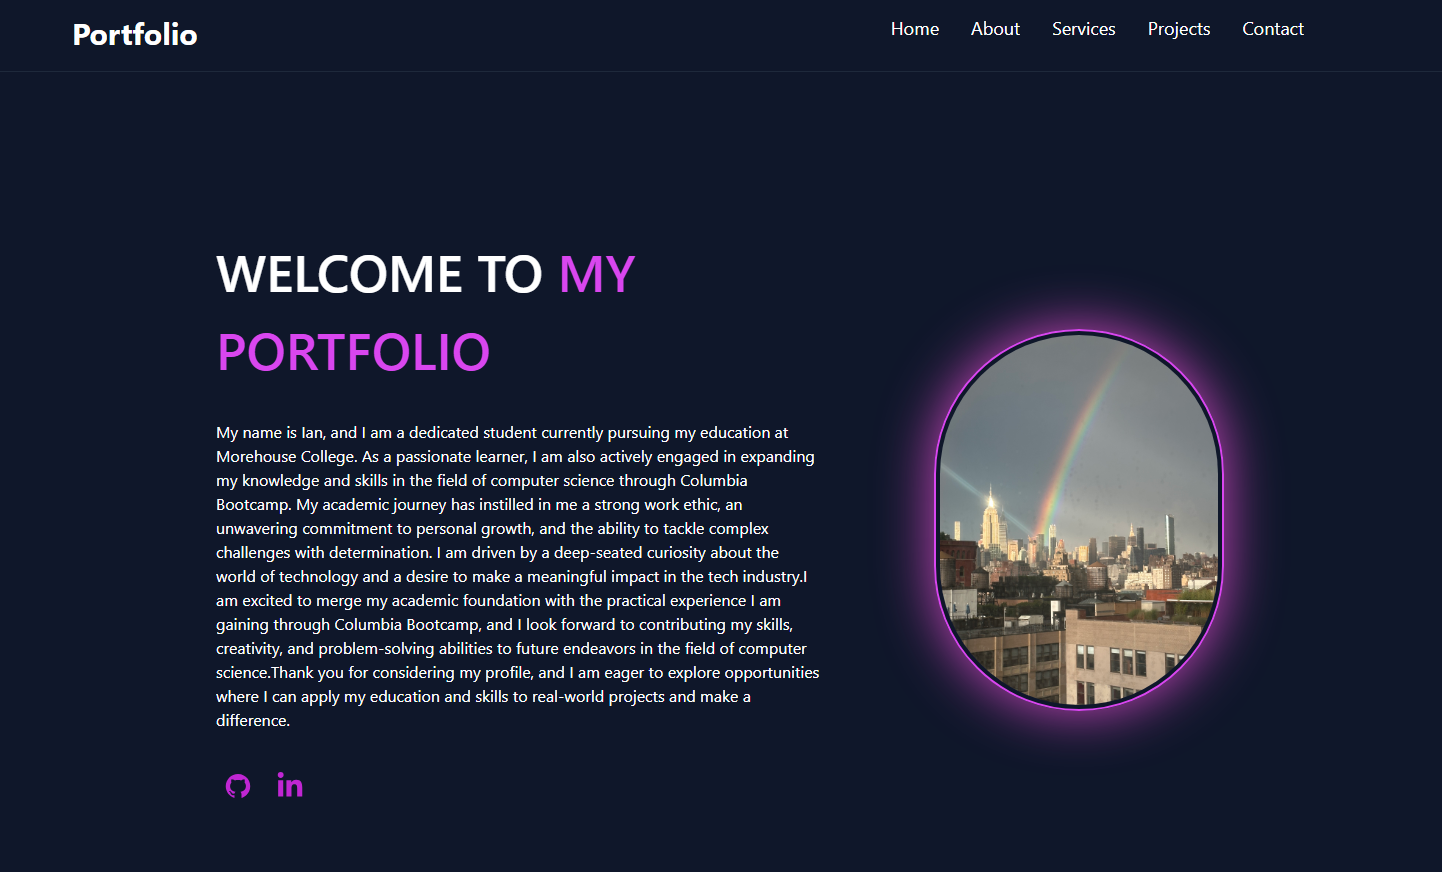 Portfolio
Home About Services Projects Contact
WELCOME TO MY
PORTFOLIO
My name is Ian, and I am a dedicated student currently pursuing my education at
Morehouse College. As a passionate learner, I am also actively engaged in expanding
my knowledge and skills in the field of computer science through Columbia
Bootcamp. My academic journey has instilled in me a strong work ethic, an
unwavering commitment to personal growth, and the ability to tackle complex
challenges with determination. I am driven by a deep-seated curiosity about the
world of technology and a desire to make a meaningful impact in the tech industry.I
am excited to merge my academic foundation with the practical experience I am
gaining through Columbia Bootcamp, and I look forward to contributing my skills,
creativity, and problem-solving abilities to future endeavors in the field of computer
science.Thank you for considering my profile, and I am eager to explore opportunities
where I can apply my education and skills to real-world projects and make a
difference.
in